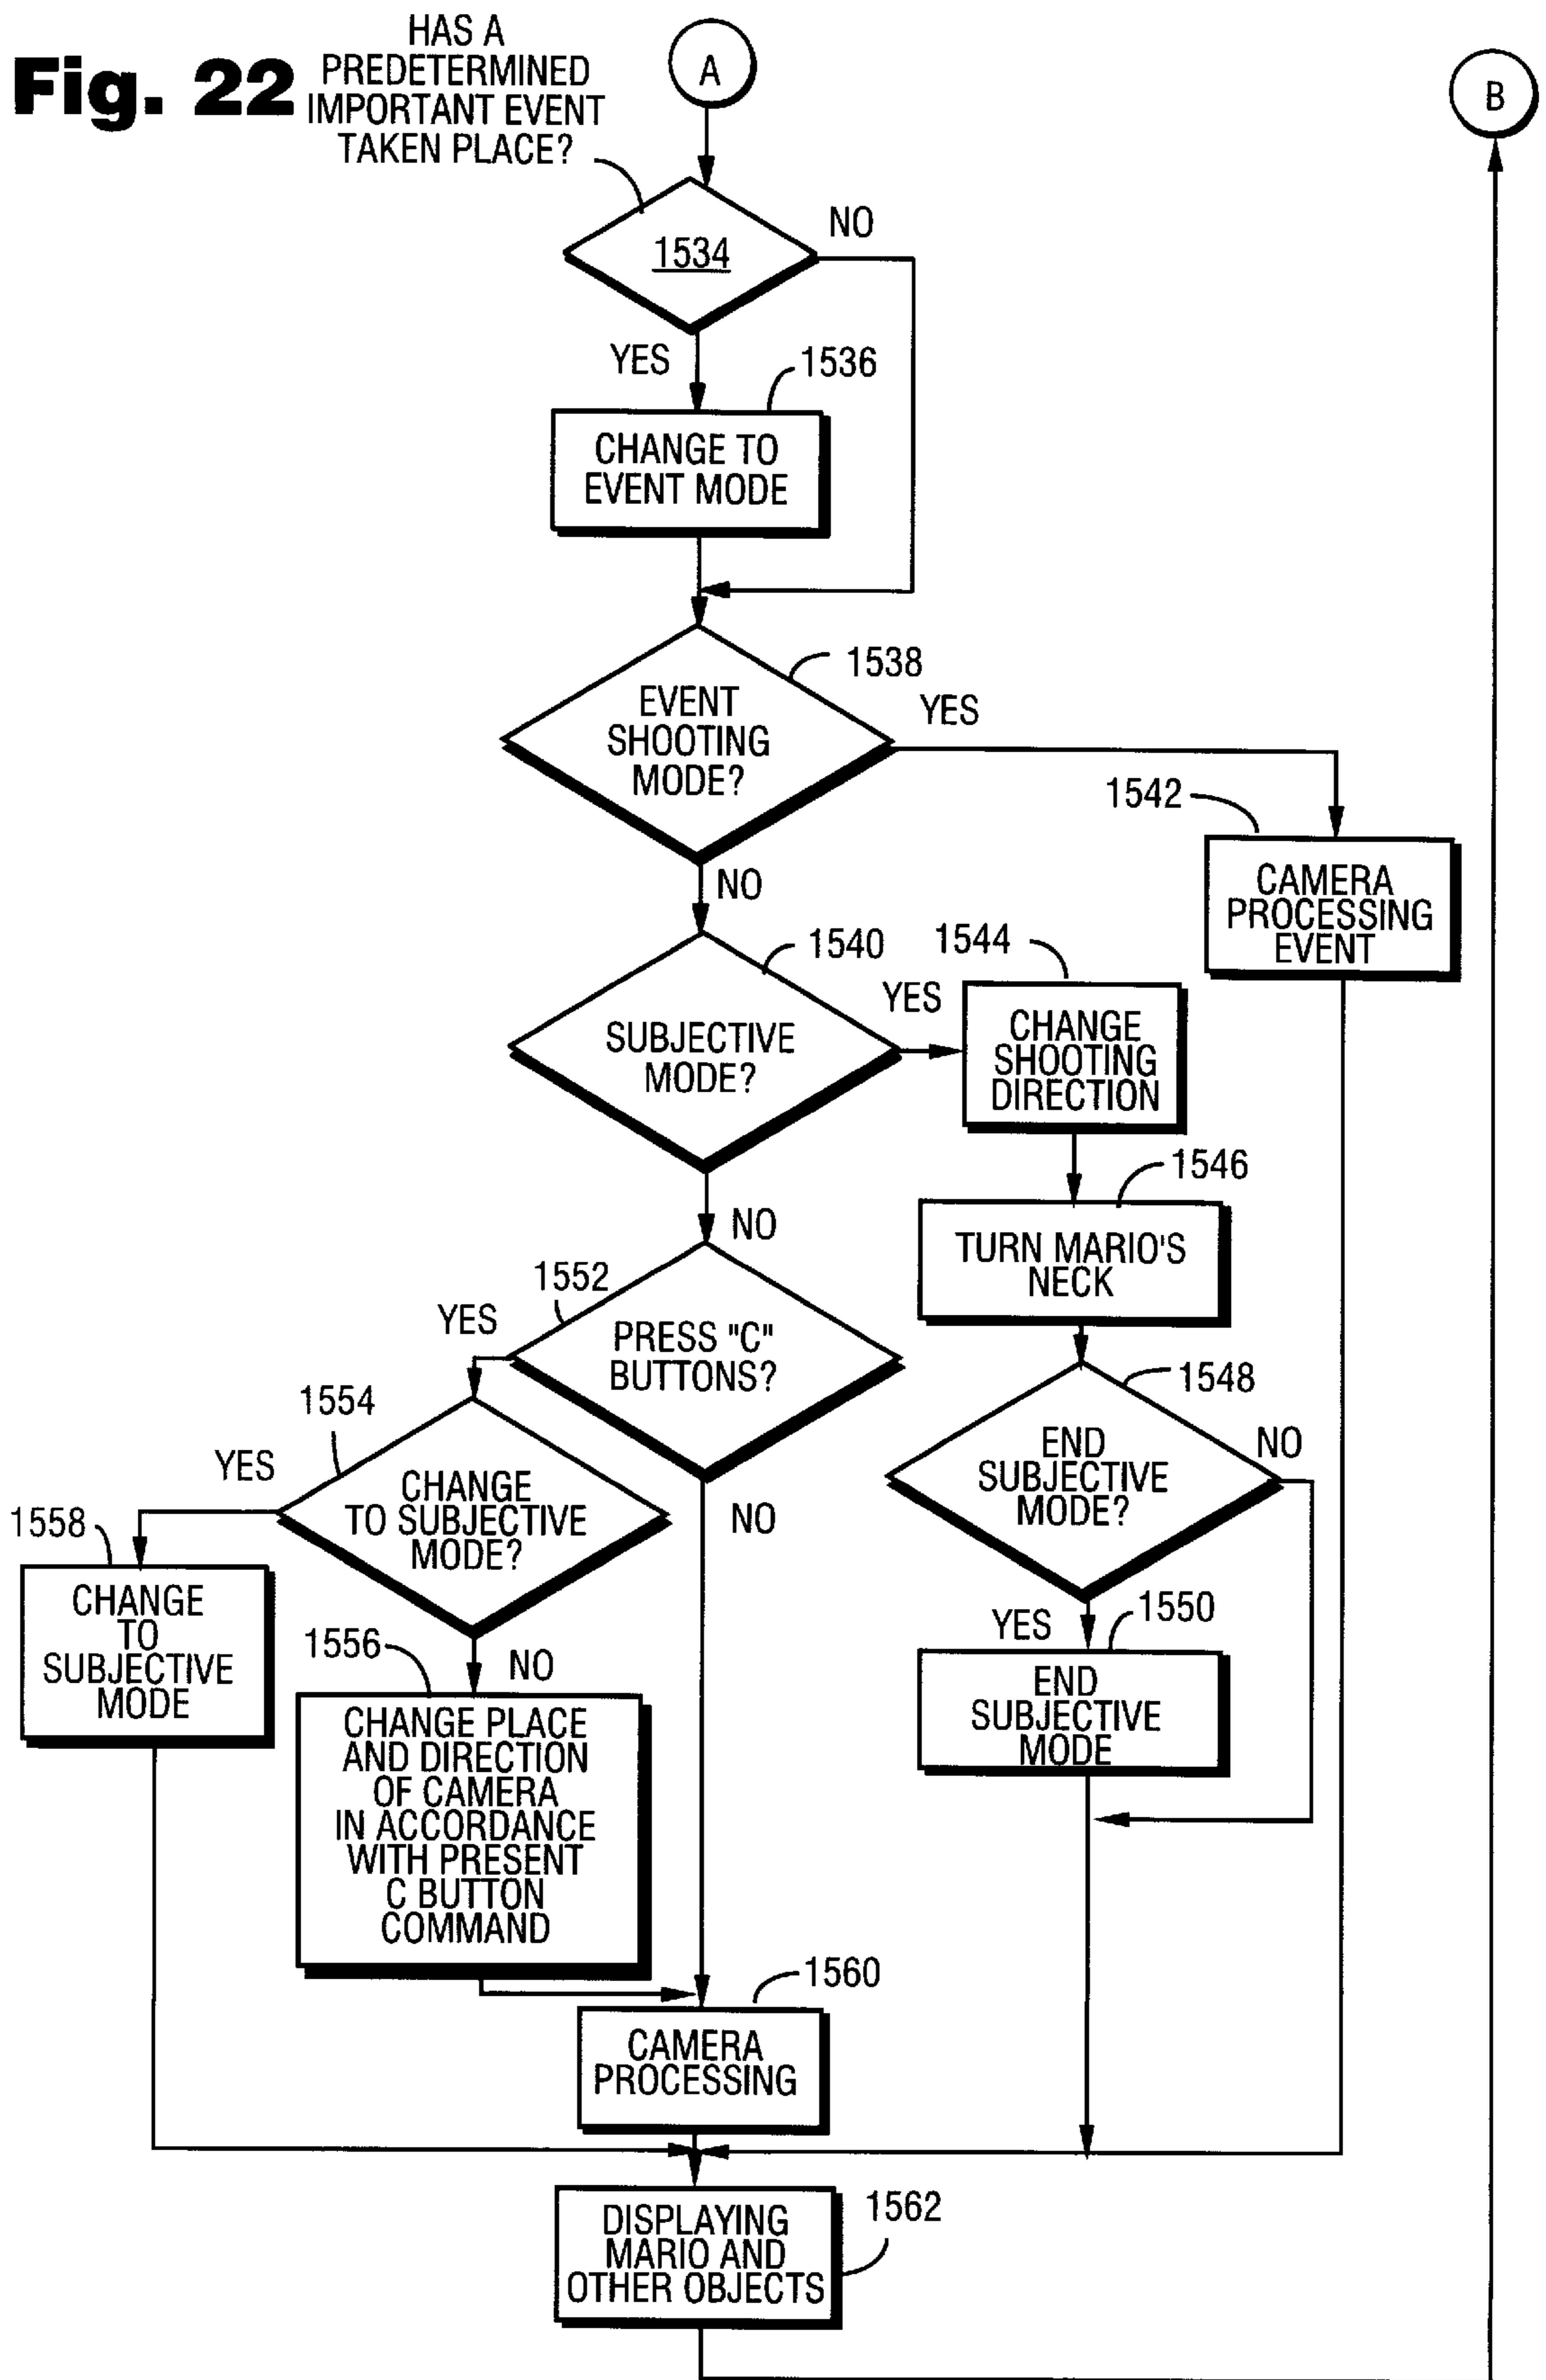 Fig. 22
HAS A
PREDETERMINED
IMPORTANT EVENT
TAKEN PLACE?
A
B
1534
NO
YES
1536
CHANGE TO
EVENT MODE
1538
EVENT
SHOOTING
MODE?
YES
NO
1542
CAMERA
PROCESSING
EVENT
1540
SUBJECTIVE
MODE?
YES
NO
1544
CHANGE
SHOOTING
DIRECTION
1546
TURN MARIO'S
NECK
1552
PRESS "C"
BUTTONS?
YES
NO
1548
END
SUBJECTIVE
MODE?
NO
YES
1554
CHANGE
TO SUBJECTIVE
MODE?
YES
NO
1558
CHANGE
TO
SUBJECTIVE
MODE
1556
CHANGE PLACE
AND DIRECTION
OF CAMERA
IN ACCORDANCE
WITH PRESENT
C BUTTON
COMMAND
1550
END
SUBJECTIVE
MODE
1560
CAMERA
PROCESSING
1562
DISPLAYING
MARIO AND
OTHER OBJECTS